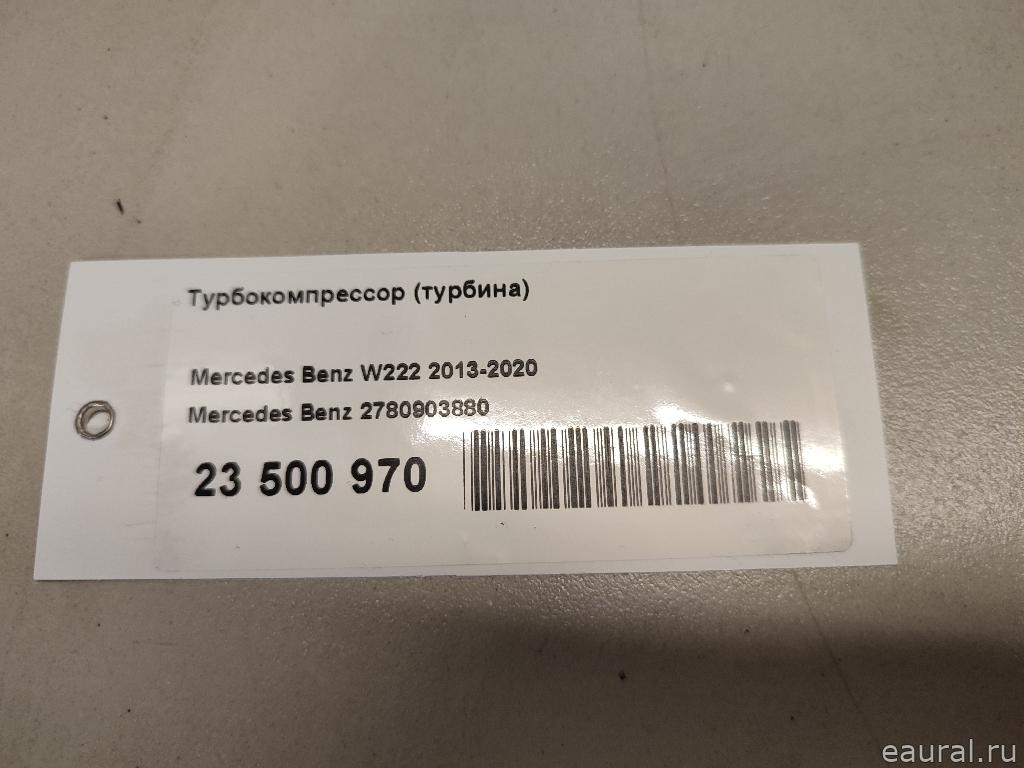 Турбокомпрессор (турбина)
Mercedes Benz W222 2013-2020
Mercedes Benz 2780903880
23 500 970
eaural.ru